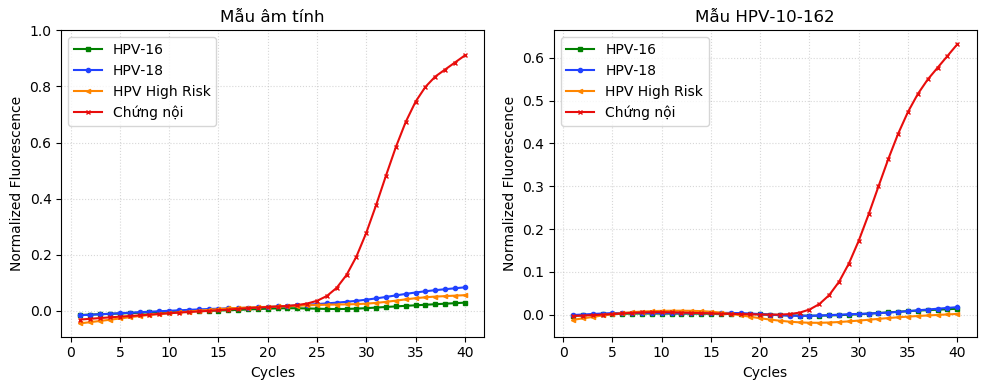 Mẫu âm tính
Normalized Fluorescence
1.0
0.8
0.6
0.4
0.2
0.0
HPV-16
HPV-18
HPV High Risk
Chứng nội
0 5 10 15 20 25 30 35 40
Cycles
Mẫu HPV-10-162
Normalized Fluorescence
0.6
0.5
0.4
0.3
0.2
0.1
0.0
HPV-16
HPV-18
HPV High Risk
Chứng nội
0 5 10 15 20 25 30 35 40
Cycles